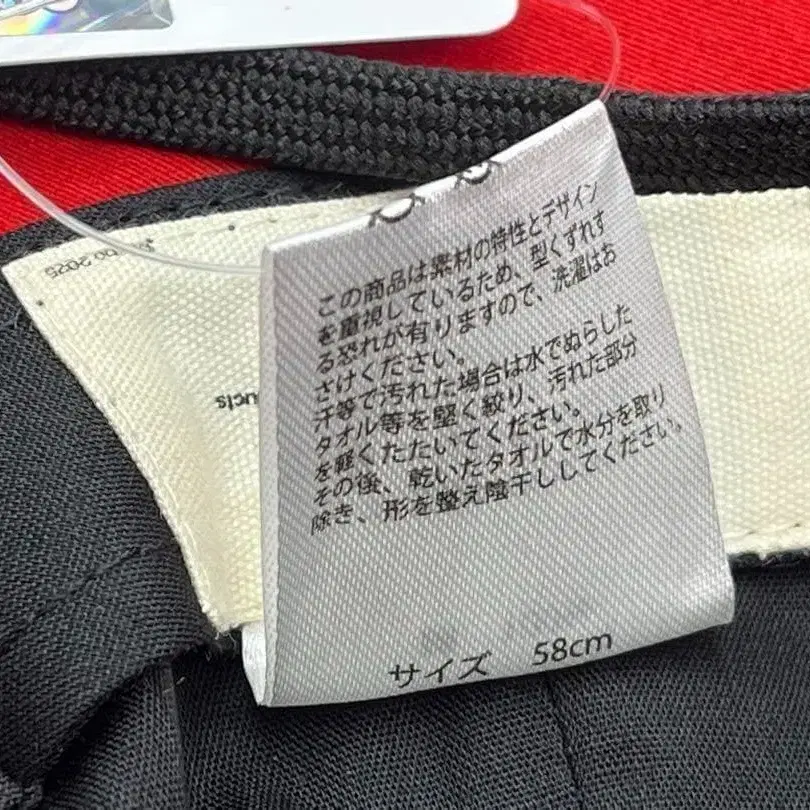 この商品は素材の特性とデザイン
を重視しているため、型くずれす
る恐れが有りますので、洗濯はお
さけください。
汗等で汚れた場合は水でぬらした
タオル等を堅く絞り、汚れた部分
を軽くたたいてください。
その後、乾いたタオルで水分を取り
除き、形を整え陰干ししてください。
サイズ 58cm
2025
ucts